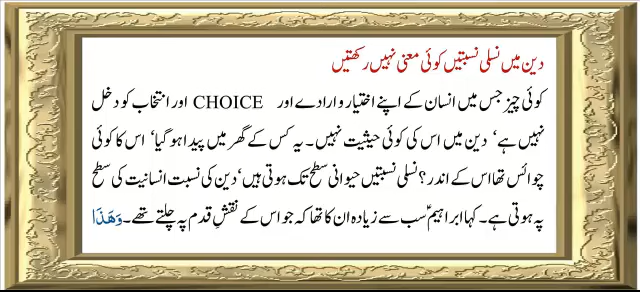 دین میں نسلی نسبتیں کوئی معنی نہیں رکھتیں
کوئی چیز جس میں انسان کے اپنے اختیار و ارادے اور CHOICE اور انتخاب کو دخل
نہیں ہے‘ دین میں اس کی کوئی حیثیت نہیں۔ یہ کس کے گھر میں پیدا ہو گیا‘ اس کا کوئی
چوائس تھا اس کے اندر؟ نسلی نسبتیں حیوانی سطح تک ہوتی ہیں‘ دین کی نسبت انسانیت کی سطح
پہ ہوتی ہے۔ کہا ابراہیمؑ سب سے زیادہ ان کا تھا کہ جو اس کے نقشِ قدم پہ چلتے تھے۔ وَهَذَا